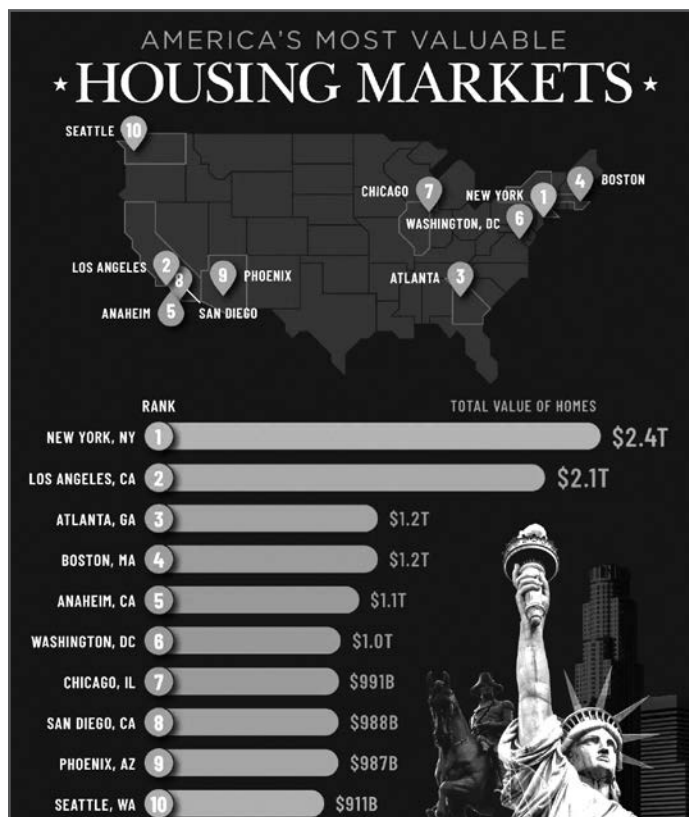 AMERICA'S MOST VALUABLE
★ HOUSING MARKETS ★
SEATTLE 10
CHICAGO 7
NEW YORK 1
4 BOSTON
WASHINGTON, DC 6
LOS ANGELES 2
8
9 PHOENIX
ATLANTA 3
ANAHEIM 5
SAN DIEGO
RANK
TOTAL VALUE OF HOMES
NEW YORK, NY 1 $2.4T
LOS ANGELES, CA 2 $2.1T
ATLANTA, GA 3 $1.2T
BOSTON, MA 4 $1.2T
ANAHEIM, CA 5 $1.1T
WASHINGTON, DC 6 $1.0T
CHICAGO, IL 7 $991B
SAN DIEGO, CA 8 $988B
PHOENIX, AZ 9 $987B
SEATTLE, WA 10 $911B